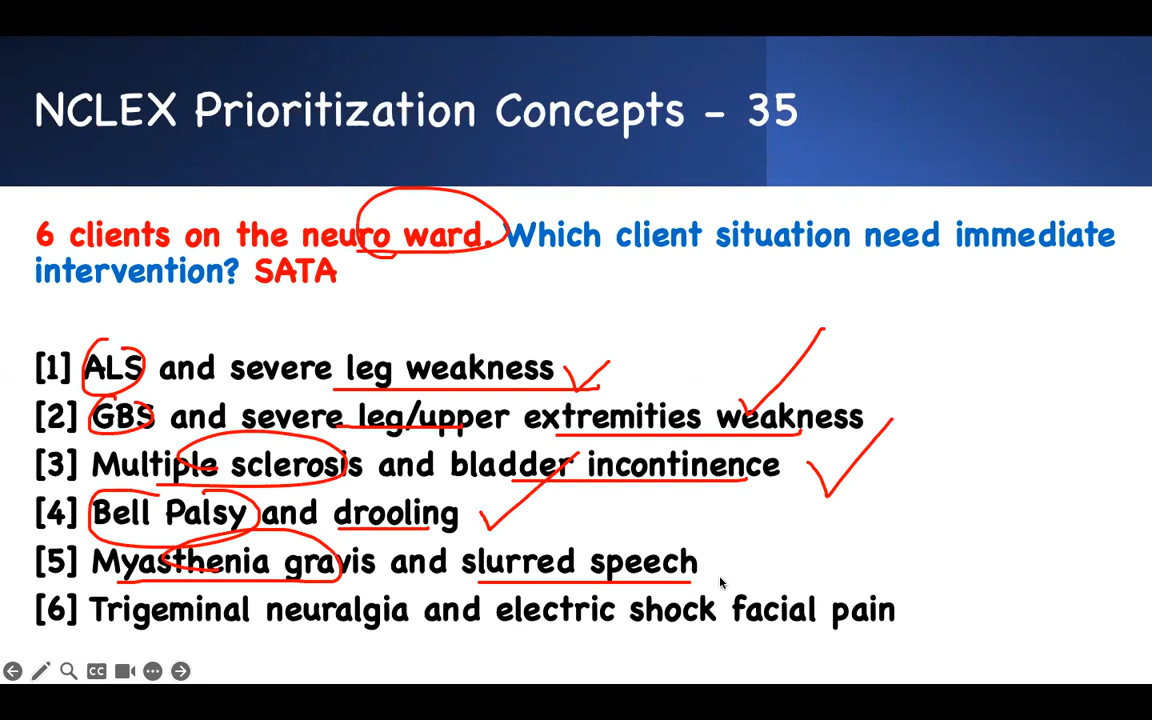 NCLEX Prioritization Concepts – 35
6 clients on the neuro ward. Which client situation need immediate
intervention? SATA
[1] ALS and severe leg weakness
[2] GBS and severe leg/upper extremities weakness
[3] Multiple sclerosis and bladder incontinence
[4] Bell Palsy and drooling
[5] Myasthenia gravis and slurred speech
[6] Trigeminal neuralgia and electric shock facial pain
CC